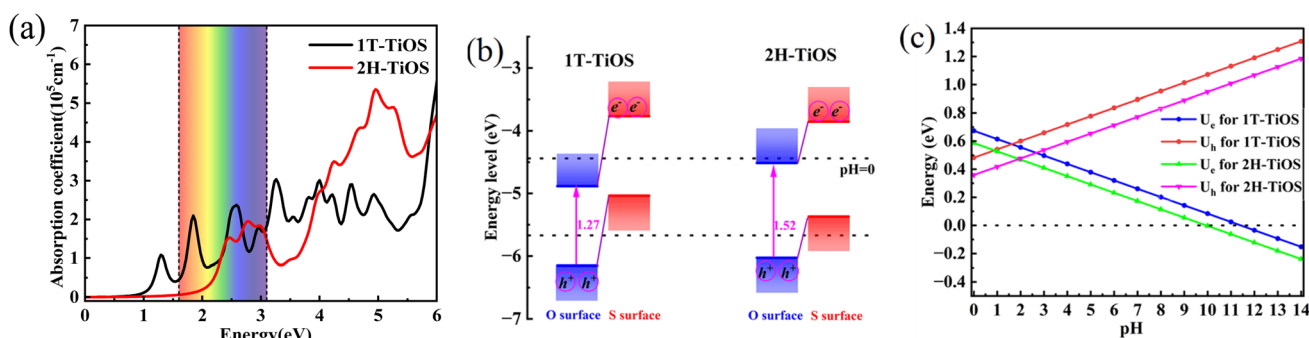 (a)
Absorption coefficient(10⁵cm⁻¹)
7
6
5
4
3
2
1
0
1T-TiOS
2H-TiOS
0 1 2 3 4 5 6
Energy(eV)
(b)
1T-TiOS 2H-TiOS
Energy level (eV)
−3
−4
−5
−6
−7
e⁻ e⁻
e⁻ e⁻
pH=0
1.27
1.52
h⁺ h⁺
h⁺ h⁺
O surface S surface O surface S surface
(c)
Energy (eV)
1.4
1.2
1.0
0.8
0.6
0.4
0.2
0.0
−0.2
−0.4
Uₑ for 1T-TiOS
Uₕ for 1T-TiOS
Uₑ for 2H-TiOS
Uₕ for 2H-TiOS
0 1 2 3 4 5 6 7 8 9 10 11 12 13 14
pH